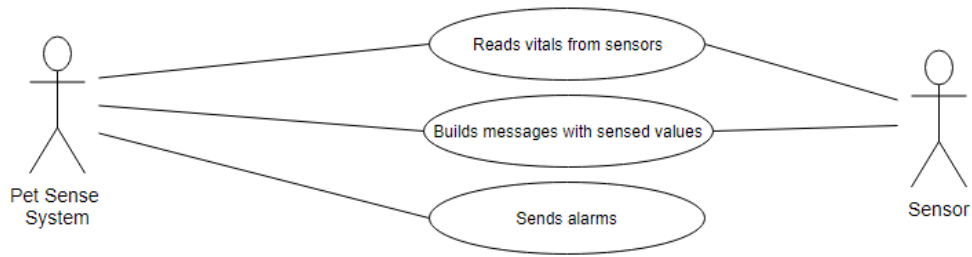 Reads vitals from sensors
Builds messages with sensed values
Sends alarms
Pet Sense
System
Sensor